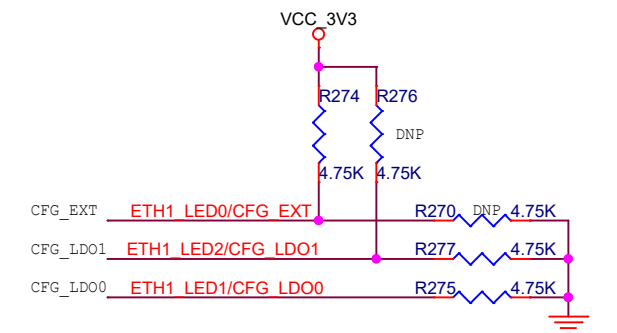 VCC_3V3
R274 R276
DNP
4.75K 4.75K
CFG_EXT ETH1_LED0/CFG_EXT R270 DNP 4.75K
CFG_LDO1 ETH1_LED2/CFG_LDO1 R277 4.75K
CFG_LDO0 ETH1_LED1/CFG_LDO0 R275 4.75K